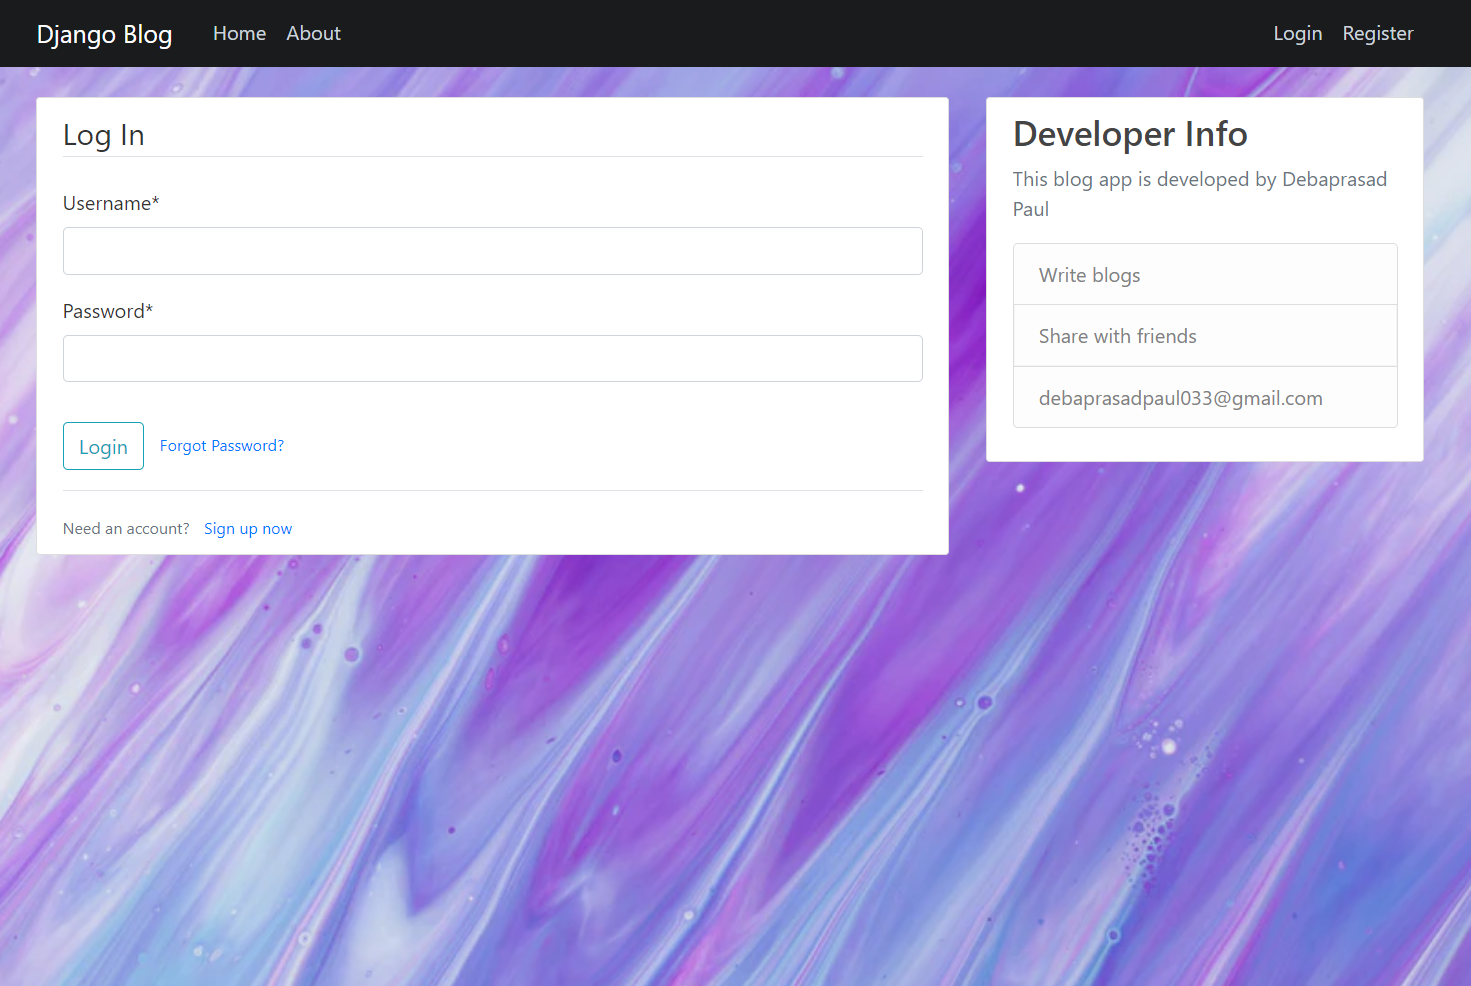 Django Blog Home About Login Register
Log In
Username*
Password*
Login Forgot Password?
Need an account? Sign up now
Developer Info
This blog app is developed by Debaprasad
Paul
Write blogs
Share with friends
debaprasadpaul033@gmail.com